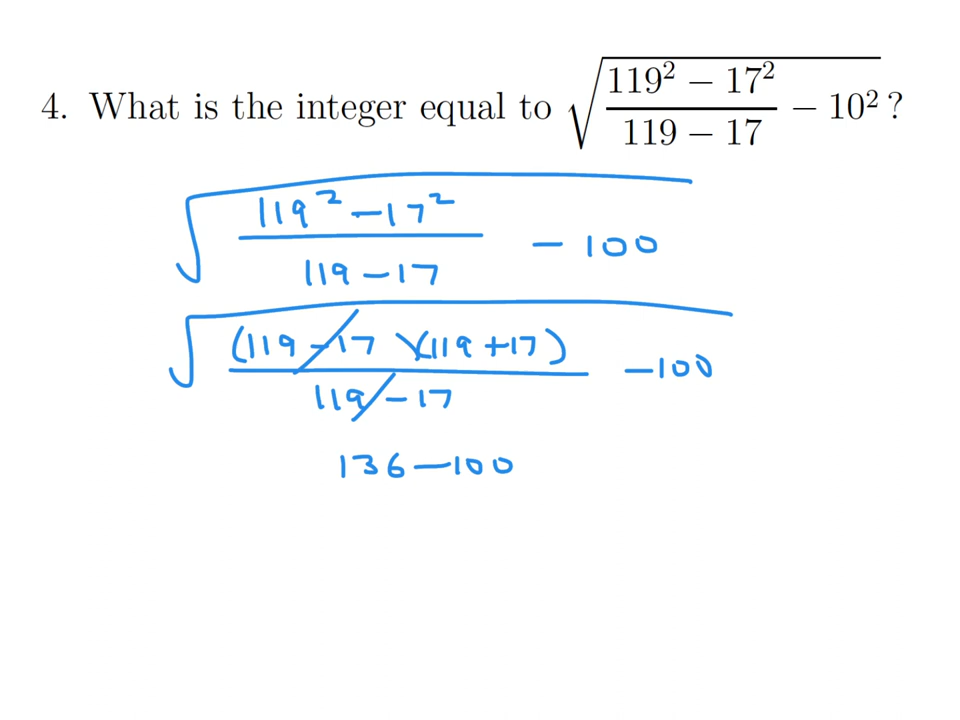 4. What is the integer equal to √((119² − 17²)/(119 − 17) − 10²) ?
√((119² − 17²)/(119 − 17) − 100)
√((119 − 17)(119 + 17)/(119 − 17) − 100)
136 − 100